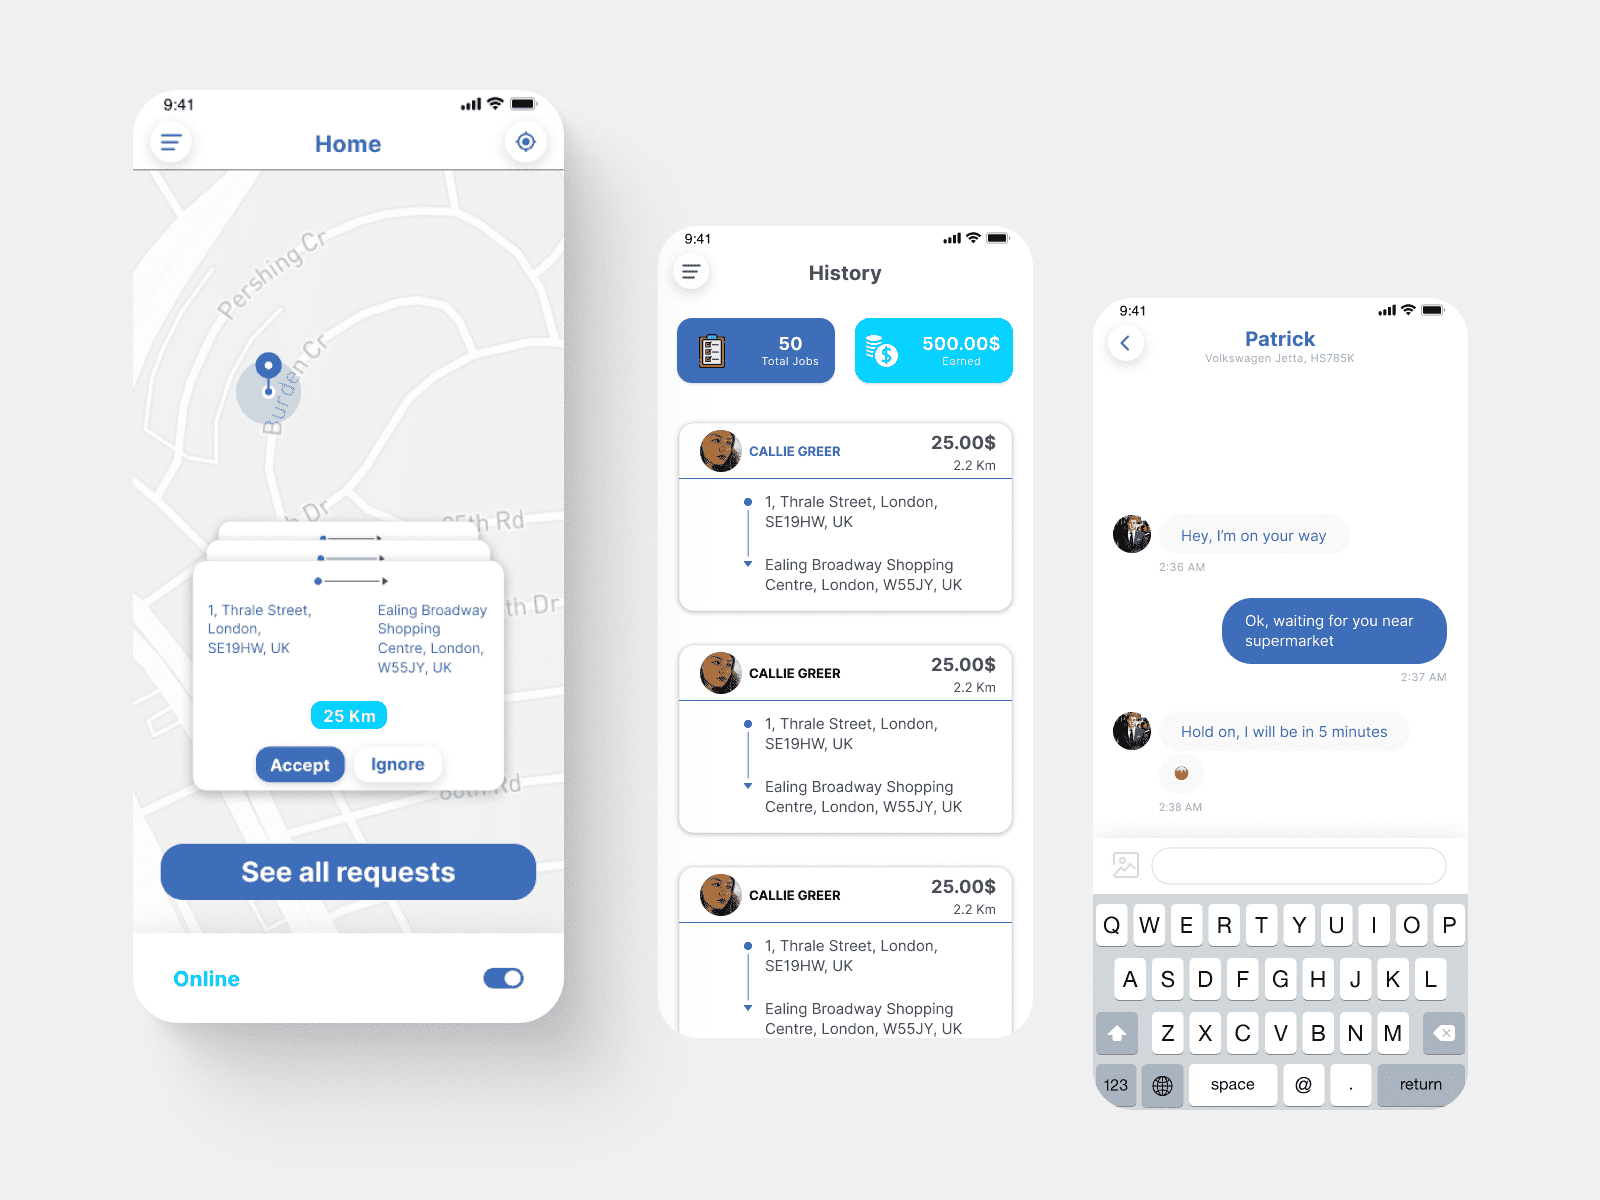 9:41
Home
Pershing Cr
Burden Cr
h Dr
85th Rd
th Dr
1, Thrale Street,
London,
SE19HW, UK
Ealing Broadway
Shopping
Centre, London,
W55JY, UK
25 Km
Accept
Ignore
86th Rd
See all requests
Online
9:41
History
50
Total Jobs
500.00$
Earned
CALLIE GREER
25.00$
2.2 Km
1, Thrale Street, London,
SE19HW, UK
Ealing Broadway Shopping
Centre, London, W55JY, UK
CALLIE GREER
25.00$
2.2 Km
1, Thrale Street, London,
SE19HW, UK
Ealing Broadway Shopping
Centre, London, W55JY, UK
CALLIE GREER
25.00$
2.2 Km
1, Thrale Street, London,
SE19HW, UK
Ealing Broadway Shopping
Centre, London, W55JY, UK
9:41
Patrick
Volkswagen Jetta, HS785K
Hey, I'm on your way
2:36 AM
Ok, waiting for you near
supermarket
2:37 AM
Hold on, I will be in 5 minutes
2:38 AM
Q W E R T Y U I O P
A S D F G H J K L
Z X C V B N M
123 space @ . return